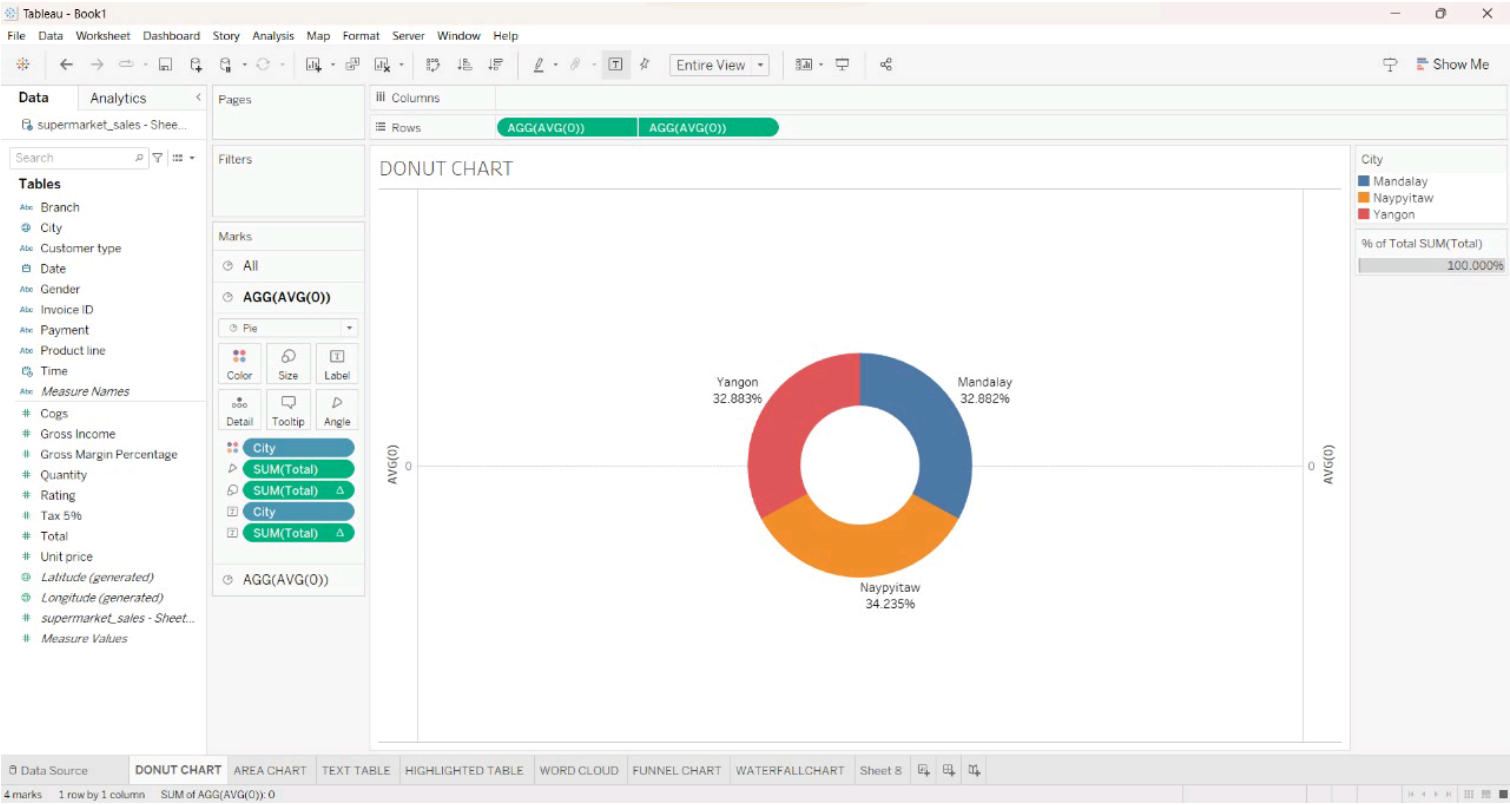 Tableau - Book1
File Data Worksheet Dashboard Story Analysis Map Format Server Window Help
Entire View
Show Me
Data Analytics
supermarket_sales - Shee...
Search
Tables
Abc Branch
City
Abc Customer type
Date
Abc Gender
Abc Invoice ID
Abc Payment
Abc Product line
Time
Abc Measure Names
# Cogs
# Gross Income
# Gross Margin Percentage
# Quantity
# Rating
# Tax 5%
# Total
# Unit price
Latitude (generated)
Longitude (generated)
# supermarket_sales - Sheet...
# Measure Values
Pages
Filters
Marks
All
AGG(AVG(0))
Pie
Color Size Label
Detail Tooltip Angle
City
SUM(Total)
SUM(Total) Δ
City
SUM(Total) Δ
AGG(AVG(0))
Columns
Rows AGG(AVG(0)) AGG(AVG(0))
DONUT CHART
Yangon
32.883%
Mandalay
32.882%
Naypyitaw
34.235%
AVG(0)
0
0
AVG(0)
City
Mandalay
Naypyitaw
Yangon
% of Total SUM(Total)
100.000%
Data Source DONUT CHART AREA CHART TEXT TABLE HIGHLIGHTED TABLE WORD CLOUD FUNNEL CHART WATERFALLCHART Sheet 8
4 marks 1 row by 1 column SUM of AGG(AVG(0)): 0